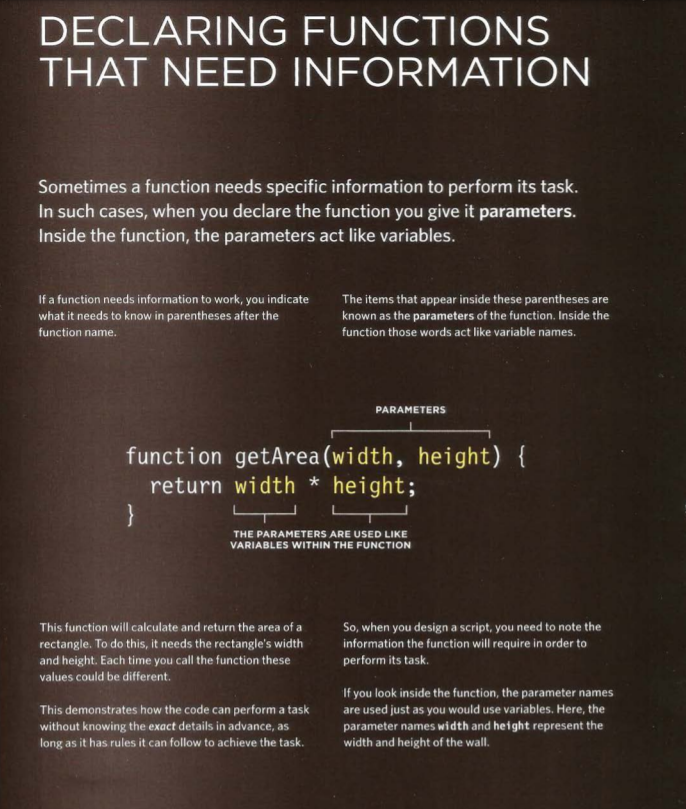 DECLARING FUNCTIONS
THAT NEED INFORMATION
Sometimes a function needs specific information to perform its task.
In such cases, when you declare the function you give it parameters.
Inside the function, the parameters act like variables.
If a function needs information to work, you indicate
what it needs to know in parentheses after the
function name.
The items that appear inside these parentheses are
known as the parameters of the function. Inside the
function those words act like variable names.
PARAMETERS
function getArea(width, height) {
return width * height;
}
THE PARAMETERS ARE USED LIKE
VARIABLES WITHIN THE FUNCTION
This function will calculate and return the area of a
rectangle. To do this, it needs the rectangle's width
and height. Each time you call the function these
values could be different.
This demonstrates how the code can perform a task
without knowing the exact details in advance, as
long as it has rules it can follow to achieve the task.
So, when you design a script, you need to note the
information the function will require in order to
perform its task.
If you look inside the function, the parameter names
are used just as you would use variables. Here, the
parameter names width and height represent the
width and height of the wall.